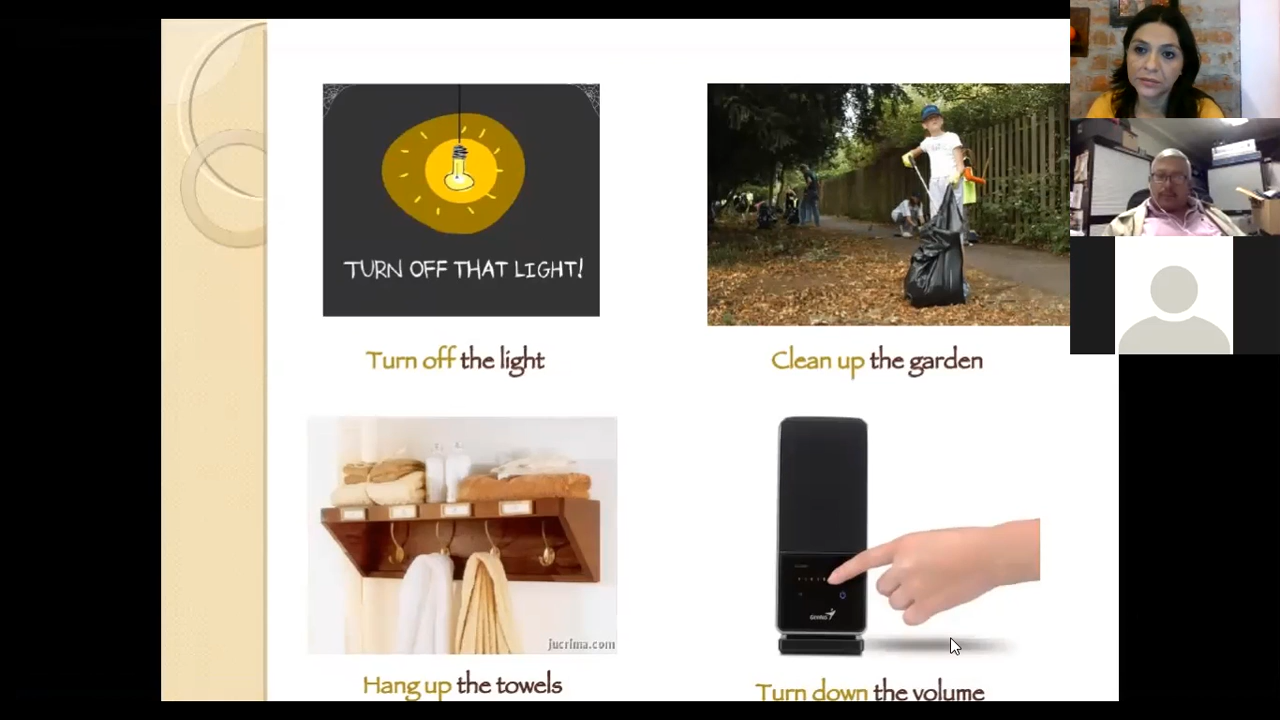 TURN OFF THAT LIGHT!
Turn off the light
Clean up the garden
jucrima.com
Hang up the towels
Genius
Turn down the volume